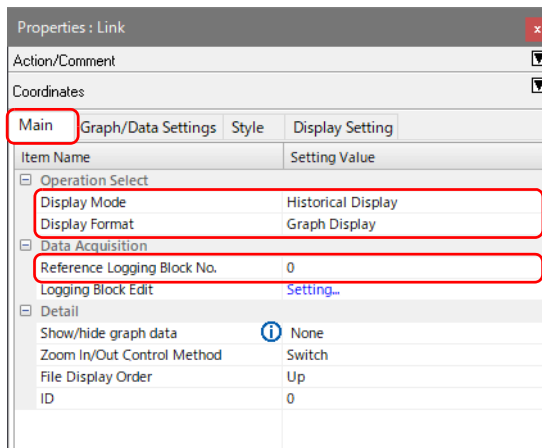 Properties : Link
x
Action/Comment
Coordinates
Main Graph/Data Settings Style Display Setting
Item Name Setting Value
Operation Select
Display Mode Historical Display
Display Format Graph Display
Data Acquisition
Reference Logging Block No. 0
Logging Block Edit Setting...
Detail
Show/hide graph data i None
Zoom In/Out Control Method Switch
File Display Order Up
ID 0